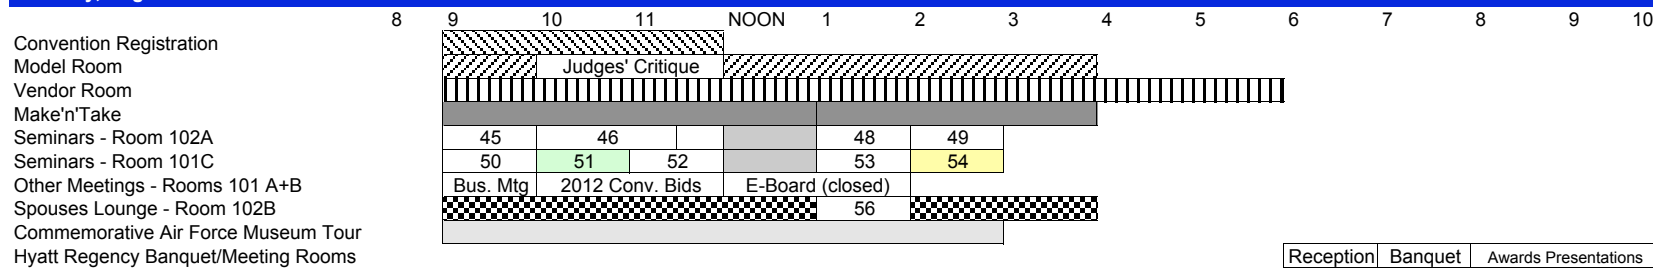 8 9 10 11 NOON 1 2 3 4 5 6 7 8 9 10
Convention Registration
Model Room Judges' Critique
Vendor Room
Make'n'Take
Seminars - Room 102A 45 46 48 49
Seminars - Room 101C 50 51 52 53 54
Other Meetings - Rooms 101 A+B Bus. Mtg 2012 Conv. Bids E-Board (closed)
Spouses Lounge - Room 102B 56
Commemorative Air Force Museum Tour
Hyatt Regency Banquet/Meeting Rooms Reception Banquet Awards Presentations